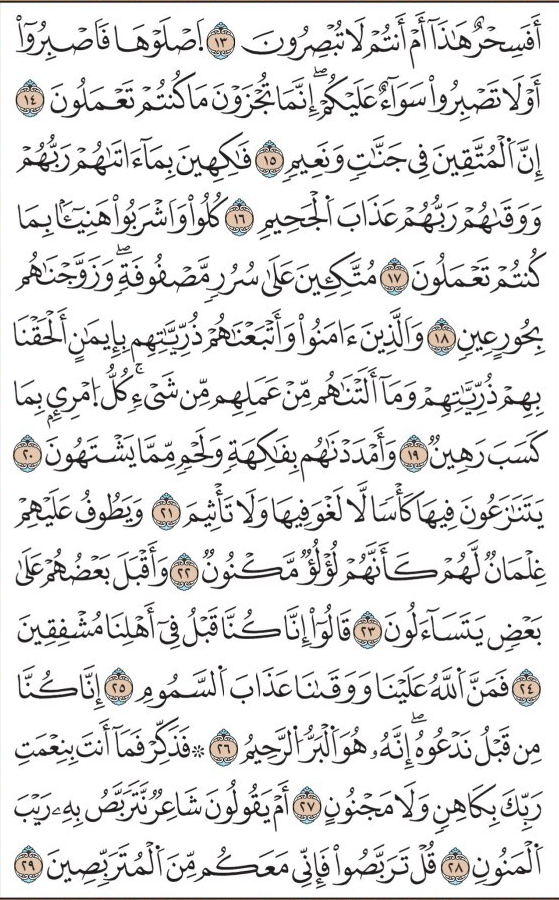 أَفَسِحْرٌ هَٰذَآ أَمْ أَنتُمْ لَا تُبْصِرُونَ ١٣ ٱصْلَوْهَا فَٱصْبِرُوٓا۟
أَوْ لَا تَصْبِرُوا۟ سَوَآءٌ عَلَيْكُمْۖ إِنَّمَا تُجْزَوْنَ مَا كُنتُمْ تَعْمَلُونَ ١٤
إِنَّ ٱلْمُتَّقِينَ فِى جَنَّٰتٍ وَنَعِيمٍ ١٥ فَٰكِهِينَ بِمَآ ءَاتَىٰهُمْ رَبُّهُمْ
وَوَقَىٰهُمْ رَبُّهُمْ عَذَابَ ٱلْجَحِيمِ ١٦ كُلُوا۟ وَٱشْرَبُوا۟ هَنِيٓـًٔا بِمَا
كُنتُمْ تَعْمَلُونَ ١٧ مُتَّكِـِٔينَ عَلَىٰ سُرُرٍ مَّصْفُوفَةٍۖ وَزَوَّجْنَٰهُم
بِحُورٍ عِينٍ ١٨ وَٱلَّذِينَ ءَامَنُوا۟ وَأَتْبَعْنَٰهُمْ ذُرِّيَّٰتِهِم بِإِيمَٰنٍ أَلْحَقْنَا
بِهِمْ ذُرِّيَّٰتِهِمْ وَمَآ أَلَتْنَٰهُم مِّنْ عَمَلِهِم مِّن شَىْءٍۚ كُلُّ ٱمْرِئٍۭ بِمَا
كَسَبَ رَهِينٌ ١٩ وَأَمْدَدْنَٰهُم بِفَٰكِهَةٍ وَلَحْمٍ مِّمَّا يَشْتَهُونَ ٢٠
يَتَنَٰزَعُونَ فِيهَا كَأْسًا لَّا لَغْوَ فِيهَا وَلَا تَأْثِيمَ ٢١ وَيَطُوفُ عَلَيْهِمْ
غِلْمَانٌ لَّهُمْ كَأَنَّهُمْ لُؤْلُؤٌ مَّكْنُونٌ ٢٢ وَأَقْبَلَ بَعْضُهُمْ عَلَىٰ
بَعْضٍ يَتَسَآءَلُونَ ٢٣ قَالُوٓا۟ إِنَّا كُنَّا قَبْلُ فِىٓ أَهْلِنَا مُشْفِقِينَ
٢٤ فَمَنَّ ٱللَّهُ عَلَيْنَا وَوَقَىٰنَا عَذَابَ ٱلسَّمُومِ ٢٥ إِنَّا كُنَّا
مِن قَبْلُ نَدْعُوهُۖ إِنَّهُۥ هُوَ ٱلْبَرُّ ٱلرَّحِيمُ ٢٦ ۞ فَذَكِّرْ فَمَآ أَنتَ بِنِعْمَتِ
رَبِّكَ بِكَاهِنٍ وَلَا مَجْنُونٍ ٢٧ أَمْ يَقُولُونَ شَاعِرٌ نَّتَرَبَّصُ بِهِۦ رَيْبَ
ٱلْمَنُونِ ٢٨ قُلْ تَرَبَّصُوا۟ فَإِنِّى مَعَكُم مِّنَ ٱلْمُتَرَبِّصِينَ ٢٩